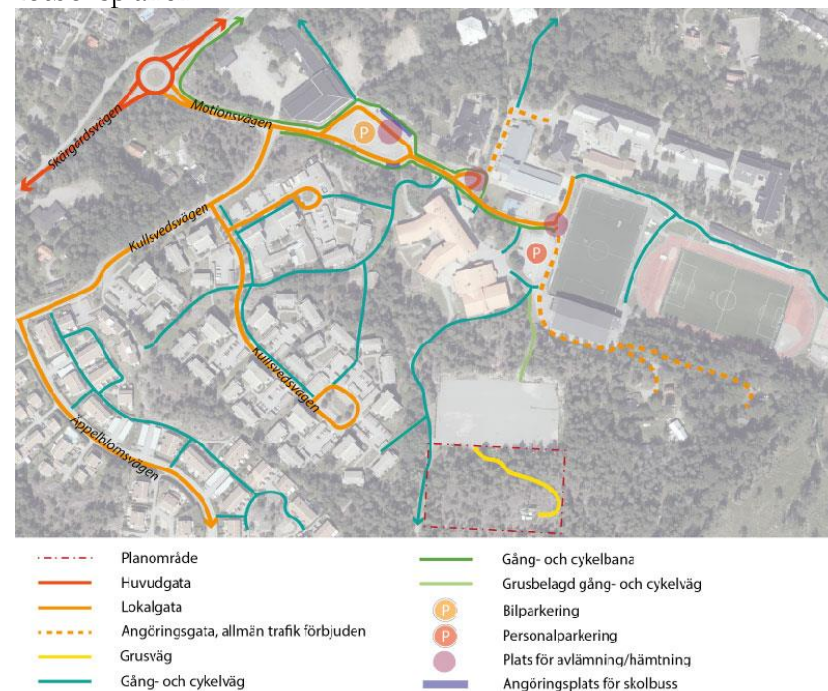 Skärgårdsvägen
Motionsvägen
P
Kullsvedsvägen
P
Kullsvedsvägen
Äppelblomsvägen
Planområde
Huvudgata
Lokalgata
Angöringsgata, allmän trafik förbjuden
Grusväg
Gång- och cykelväg
Gång- och cykelbana
Grusbelagd gång- och cykelväg
P Bilparkering
P Personalparkering
Plats för avlämning/hämtning
Angöringsplats för skolbuss